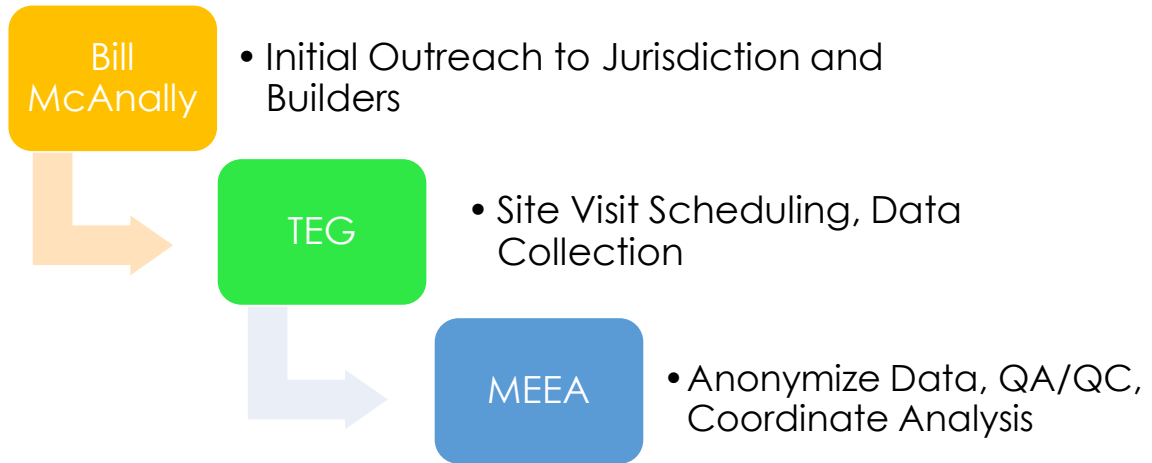 Bill
McAnally
• Initial Outreach to Jurisdiction and
Builders
TEG
• Site Visit Scheduling, Data
Collection
MEEA
• Anonymize Data, QA/QC,
Coordinate Analysis